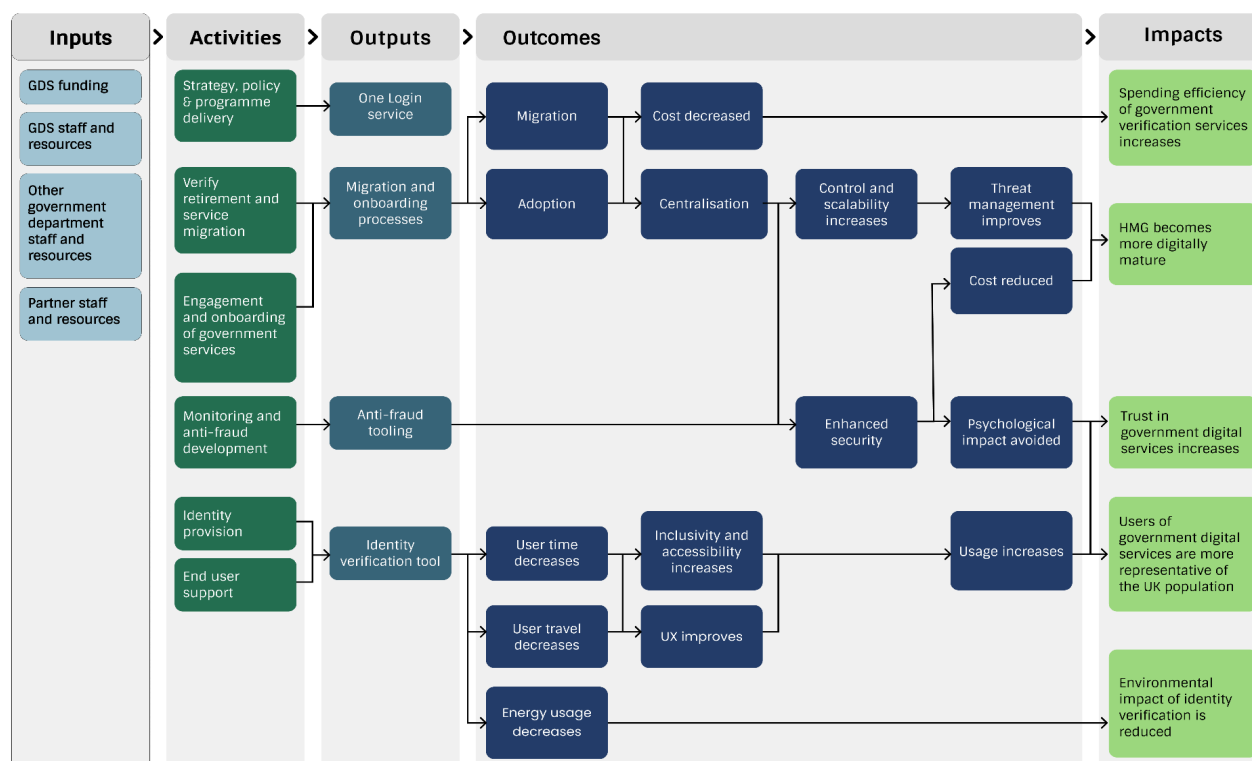 Inputs
Activities
Outputs
Outcomes
Impacts
GDS funding
GDS staff and
resources
Other
government
department
staff and
resources
Partner staff
and resources
Strategy, policy
& programme
delivery
Verify
retirement and
service
migration
Engagement
and onboarding
of government
services
Monitoring and
anti-fraud
development
Identity
provision
End user
support
One Login
service
Migration and
onboarding
processes
Anti-fraud
tooling
Identity
verification tool
Migration
Cost decreased
Adoption
Centralisation
Control and
scalability
increases
Threat
management
improves
Cost reduced
Enhanced
security
Psychological
impact avoided
User time
decreases
Inclusivity and
accessibility
increases
Usage increases
User travel
decreases
UX improves
Energy usage
decreases
Spending efficiency
of government
verification services
increases
HMG becomes
more digitally
mature
Trust in
government digital
services increases
Users of
government digital
services are more
representative of
the UK population
Environmental
impact of identity
verification is
reduced